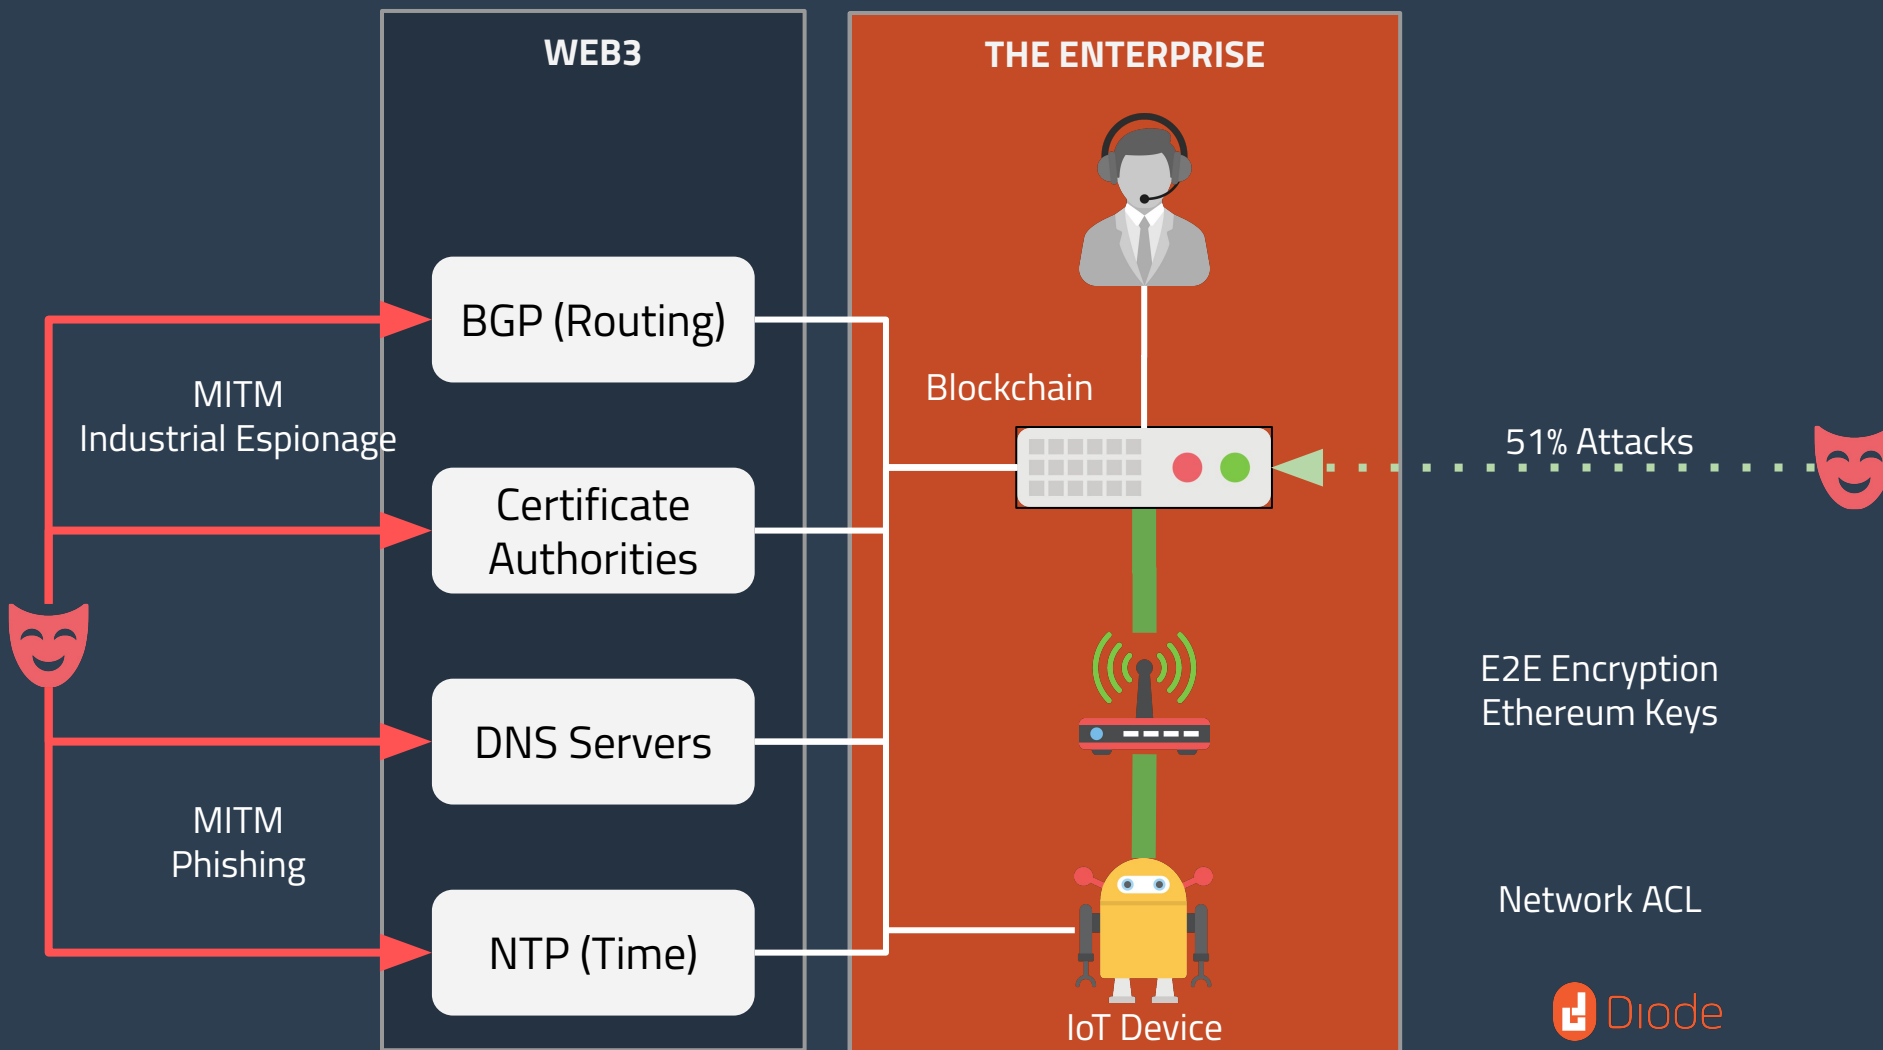 WEB3
THE ENTERPRISE
BGP (Routing)
MITM
Industrial Espionage
Blockchain
51% Attacks
Certificate
Authorities
E2E Encryption
Ethereum Keys
DNS Servers
MITM
Phishing
Network ACL
NTP (Time)
IoT Device
Diode